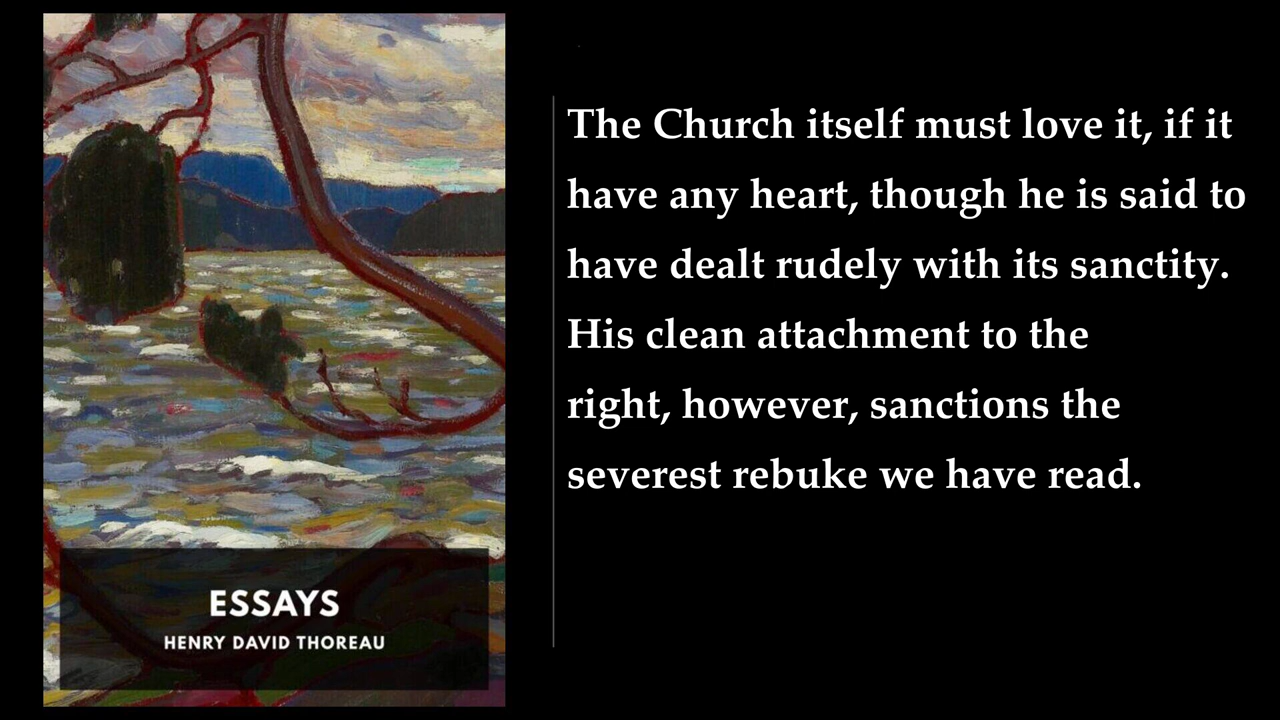 The Church itself must love it, if it
have any heart, though he is said to
have dealt rudely with its sanctity.
His clean attachment to the
right, however, sanctions the
severest rebuke we have read.
ESSAYS
HENRY DAVID THOREAU